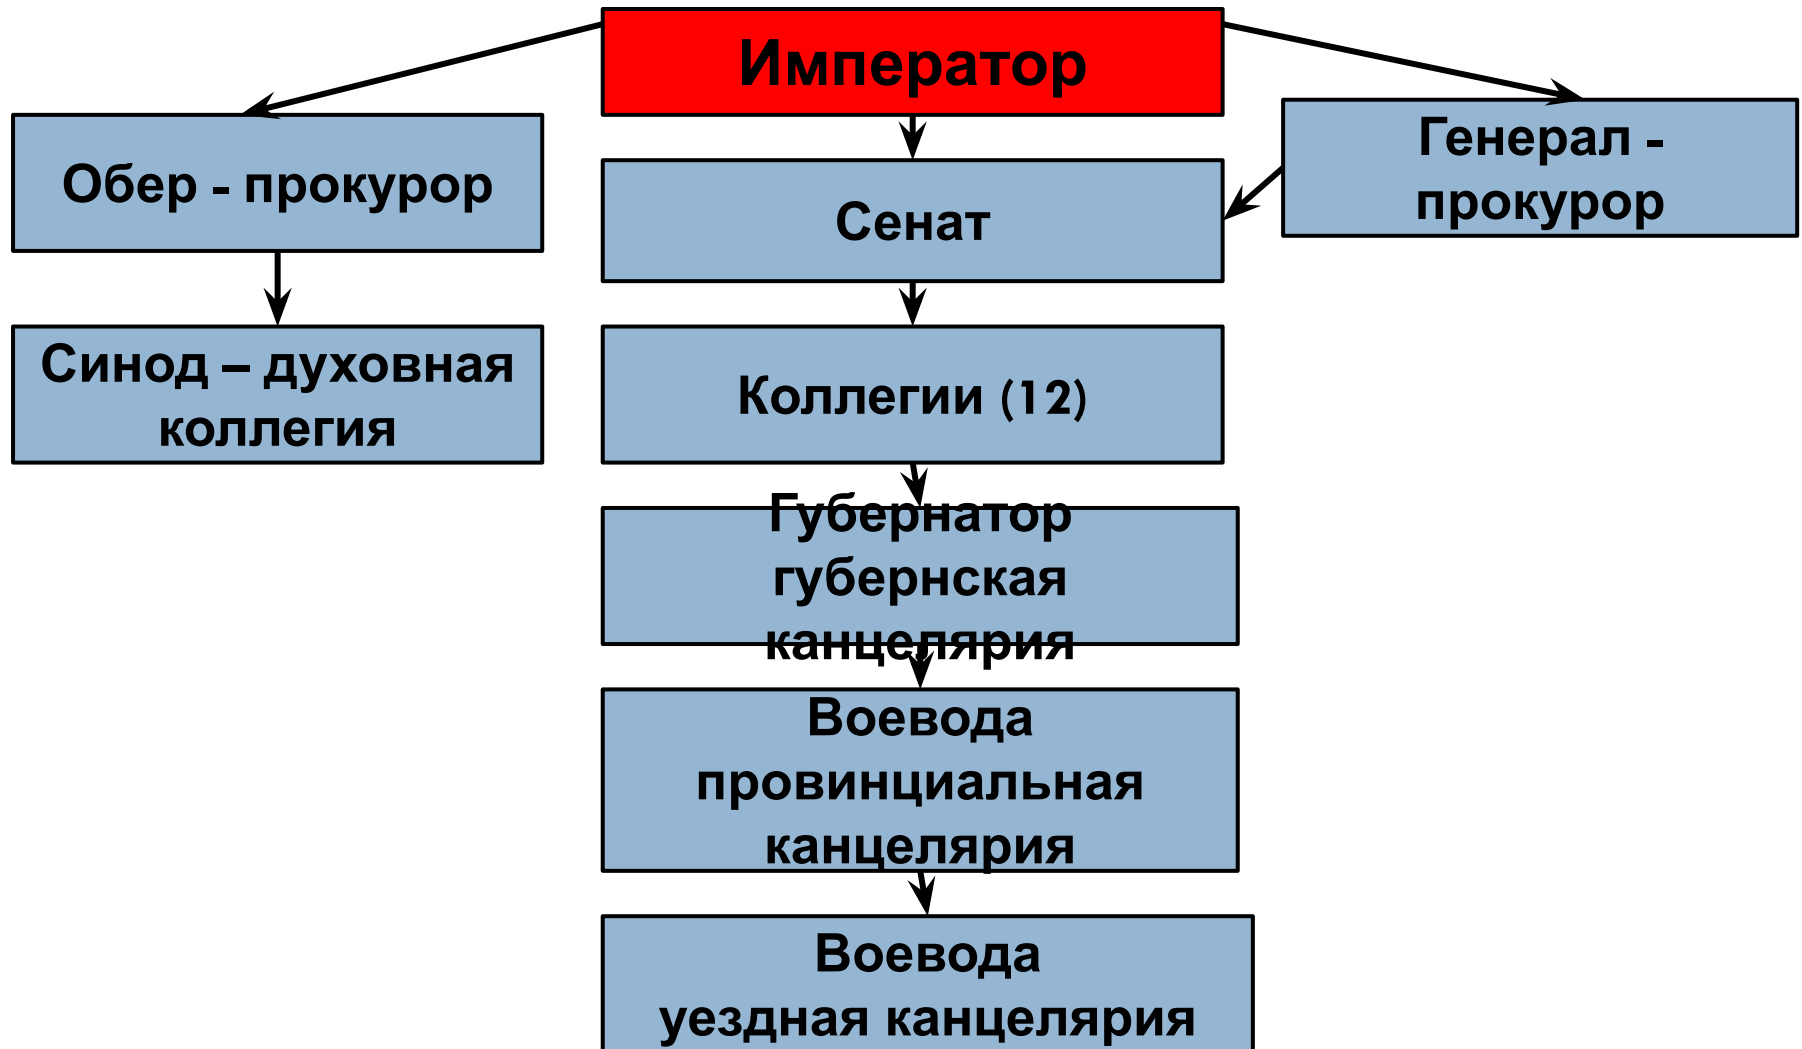 Император
Обер - прокурор
Генерал -
прокурор
Сенат
Синод – духовная
коллегия
Коллегии (12)
Губернатор
губернская
канцелярия
Воевода
провинциальная
канцелярия
Воевода
уездная канцелярия